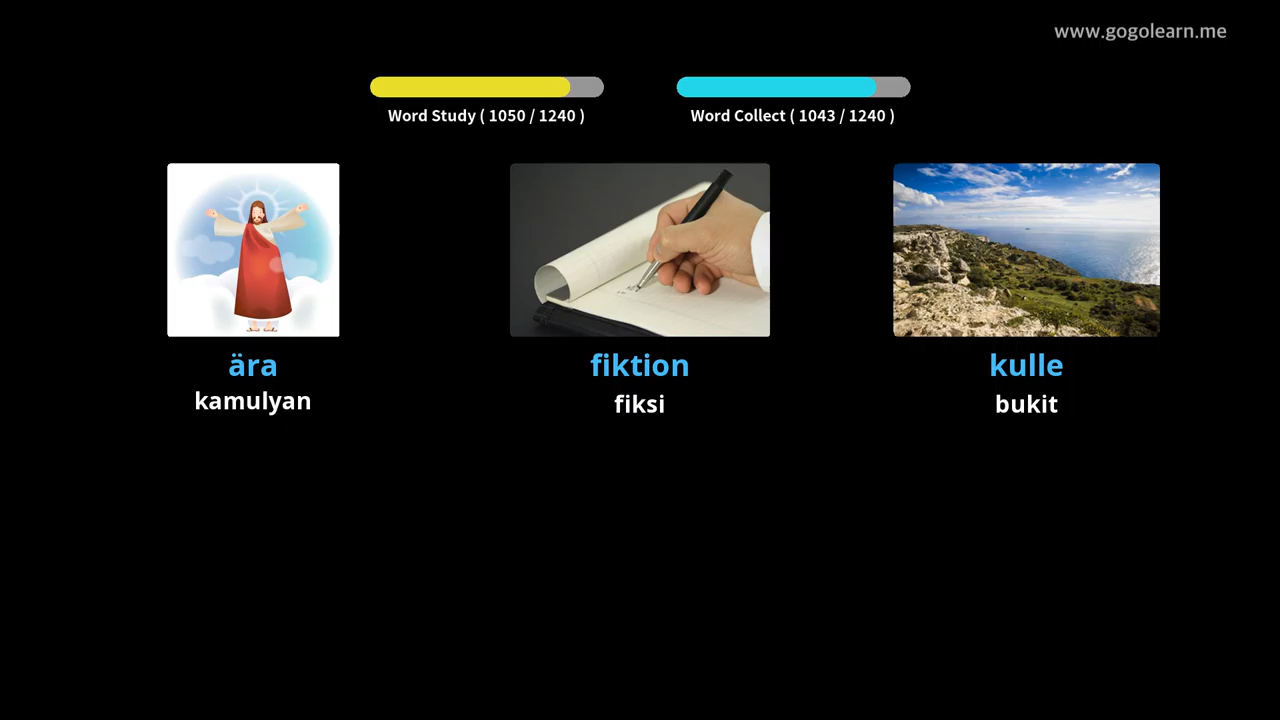 www.gogolearn.me
Word Study ( 1050 / 1240 )
Word Collect ( 1043 / 1240 )
ära
fiktion
kulle
kamulyan
fiksi
bukit